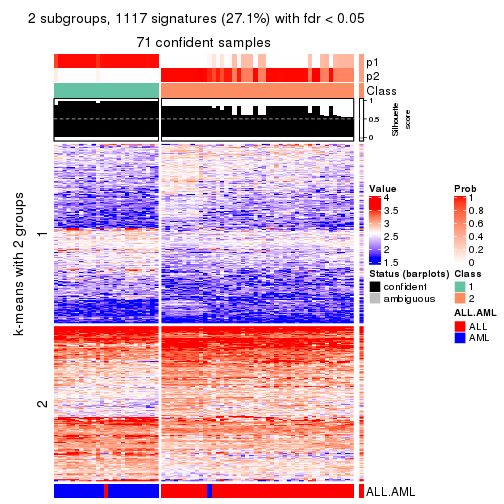 2 subgroups, 1117 signatures (27.1%) with fdr < 0.05
71 confident samples
p1
p2
Class
1
0.5
0
Silhouette
score
k-means with 2 groups
1
2
Value
4
3.5
3
2.5
2
1.5
Prob
1
0.8
0.6
0.4
0.2
0
Status (barplots)
confident
ambiguous
Class
1
2
ALL.AML
ALL
AML
ALL.AML